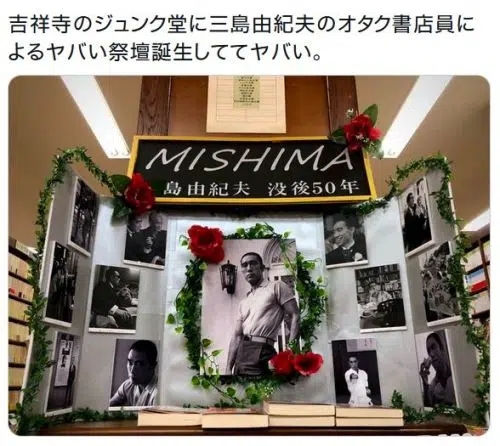 吉祥寺のジュンク堂に三島由紀夫のオタク書店員に
よるヤバい祭壇誕生しててヤバい。
MISHIMA
島由紀夫 没後50年